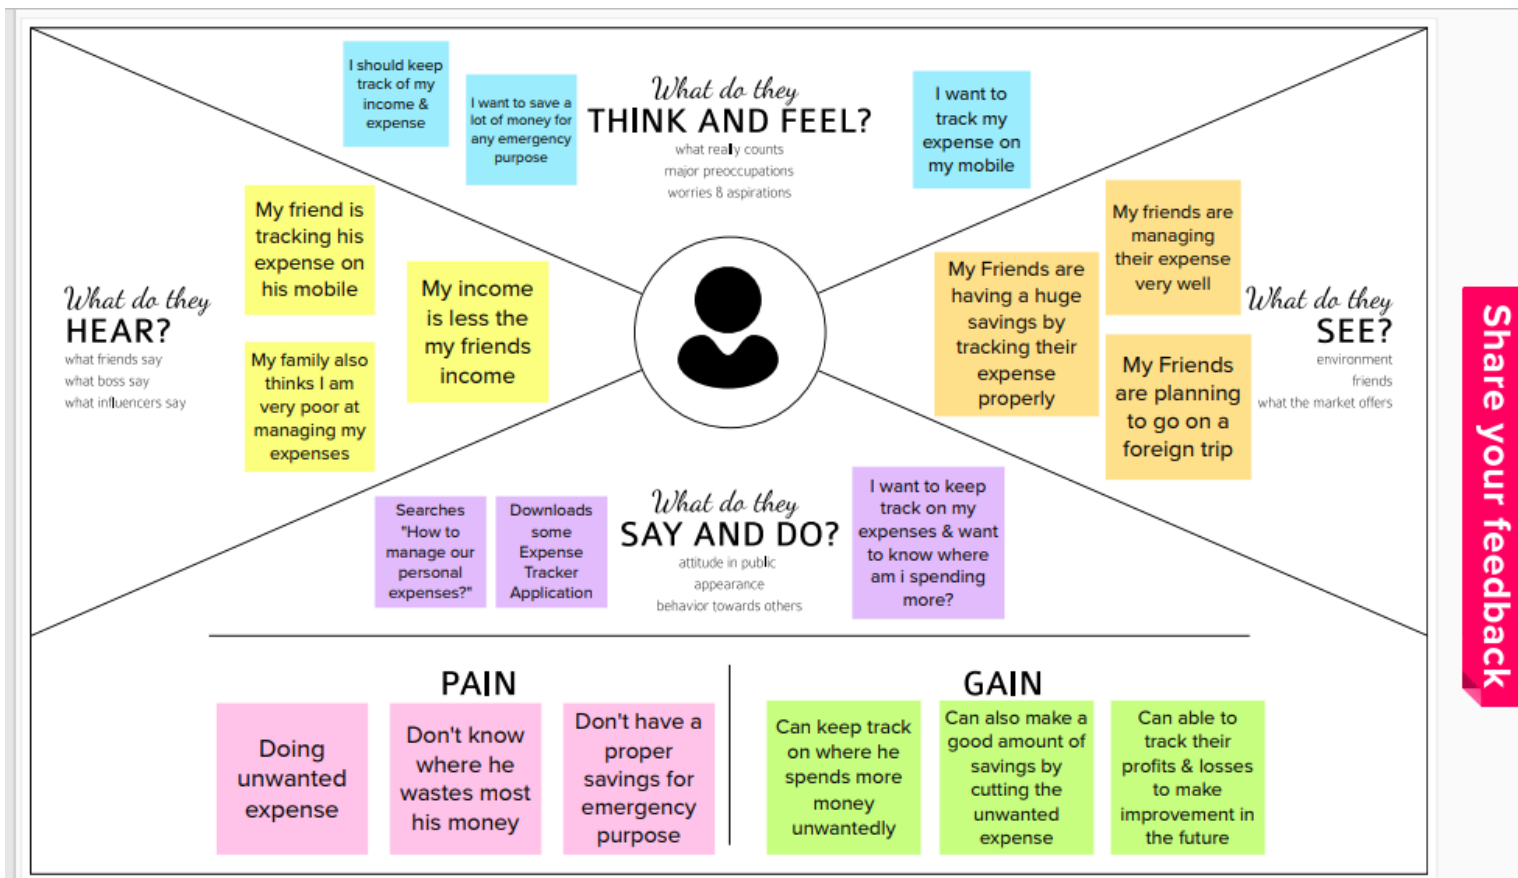 I should keep
track of my
income &
expense
I want to save a
lot of money for
any emergency
purpose
What do they
THINK AND FEEL?
what really counts
major preoccupations
worries & aspirations
I want to
track my
expense on
my mobile
My friend is
tracking his
expense on
his mobile
My income
is less the
my friends
income
What do they
HEAR?
what friends say
what boss say
what influencers say
My family also
thinks I am
very poor at
managing my
expenses
My Friends are
having a huge
savings by
tracking their
expense
properly
My friends are
managing
their expense
very well
What do they
SEE?
environment
friends
what the market offers
My Friends
are planning
to go on a
foreign trip
Searches
"How to
manage our
personal
expenses?"
Downloads
some
Expense
Tracker
Application
What do they
SAY AND DO?
attitude in public
appearance
behavior towards others
I want to keep
track on my
expenses & want
to know where
am i spending
more?
PAIN
Doing
unwanted
expense
Don't know
where he
wastes most
his money
Don't have a
proper
savings for
emergency
purpose
GAIN
Can keep track
on where he
spends more
money
unwantedly
Can also make a
good amount of
savings by
cutting the
unwanted
expense
Can able to
track their
profits & losses
to make
improvement in
the future
Share your feedback